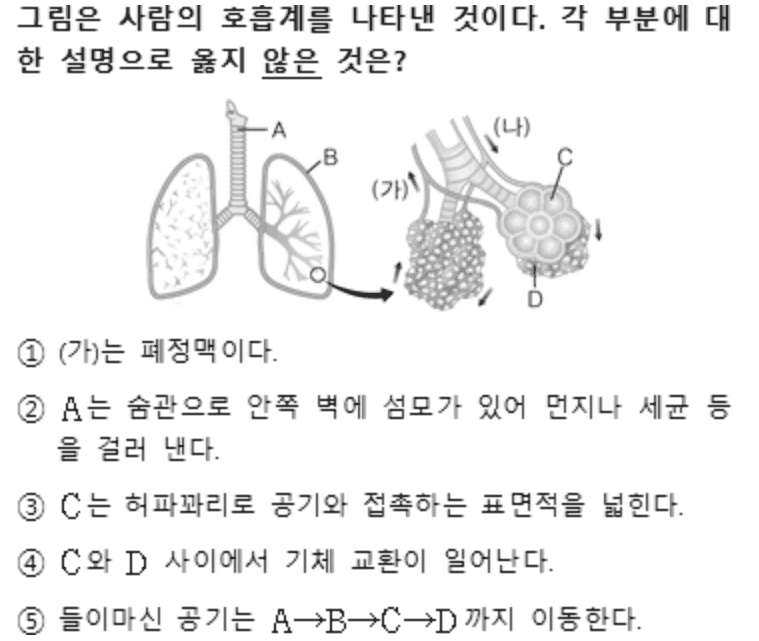 그림은 사람의 호흡계를 나타낸 것이다. 각 부분에 대
한 설명으로 옳지 않은 것은?
A
B
(가)
(나)
C
D
① (가)는 폐정맥이다.
② A는 숨관으로 안쪽 벽에 섬모가 있어 먼지나 세균 등
을 걸러 낸다.
③ C는 허파꽈리로 공기와 접촉하는 표면적을 넓힌다.
④ C와 D 사이에서 기체 교환이 일어난다.
⑤ 들이마신 공기는 A→B→C→D까지 이동한다.